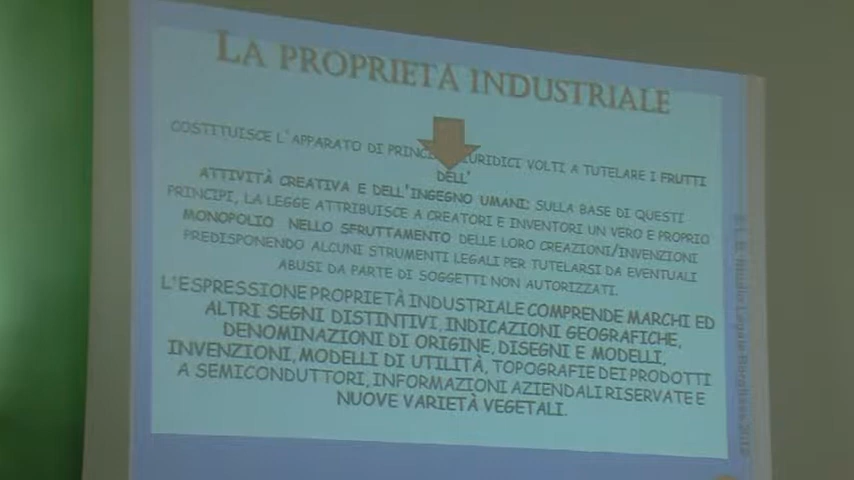 LA PROPRIETÀ INDUSTRIALE
COSTITUISCE L'APPARATO DI PRINCI IURIDICI VOLTI A TUTELARE I FRUTTI
DELL'
ATTIVITÀ CREATIVA E DELL'INGEGNO UMANI: SULLA BASE DI QUESTI
PRINCIPI, LA LEGGE ATTRIBUISCE A CREATORI E INVENTORI UN VERO E PROPRIO
MONOPOLIO NELLO SFRUTTAMENTO DELLE LORO CREAZIONI/INVENZIONI
PREDISPONENDO ALCUNI STRUMENTI LEGALI PER TUTELARSI DA EVENTUALI
ABUSI DA PARTE DI SOGGETTI NON AUTORIZZATI.
L'ESPRESSIONE PROPRIETÀ INDUSTRIALE COMPRENDE MARCHI ED
ALTRI SEGNI DISTINTIVI, INDICAZIONI GEOGRAFICHE,
DENOMINAZIONI DI ORIGINE, DISEGNI E MODELLI,
INVENZIONI, MODELLI DI UTILITÀ, TOPOGRAFIE DEI PRODOTTI
A SEMICONDUTTORI, INFORMAZIONI AZIENDALI RISERVATE E
NUOVE VARIETÀ VEGETALI.
Studio Legale